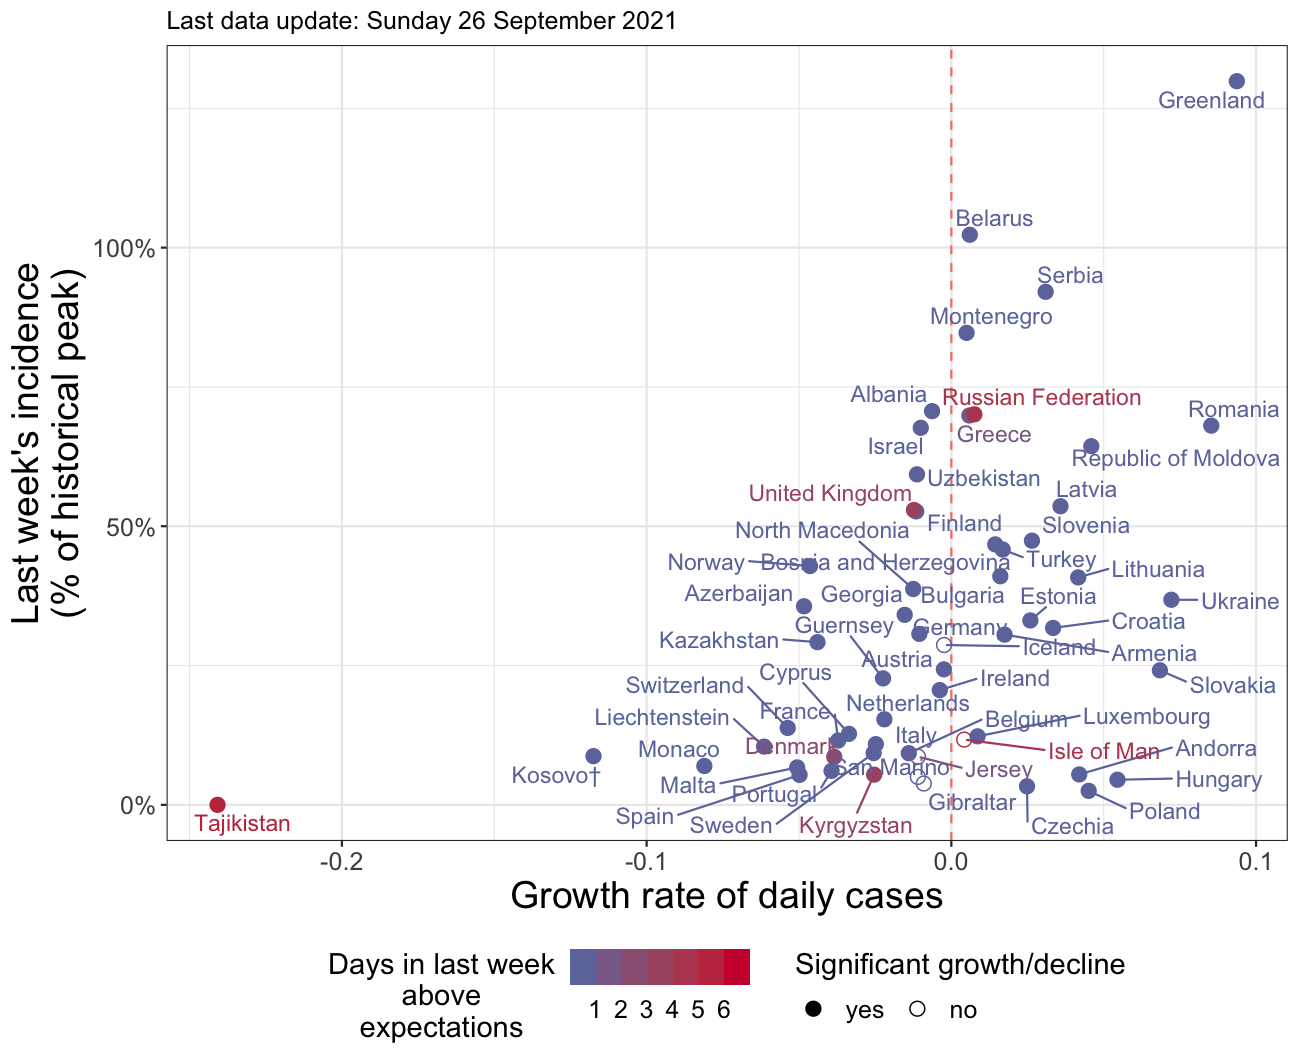 Last data update: Sunday 26 September 2021
Last week's incidence
(% of historical peak)
100%
50%
0%
Greenland
Belarus
Serbia
Montenegro
Albania
Russian Federation
Romania
Greece
Israel
Republic of Moldova
Uzbekistan
United Kingdom
Latvia
North Macedonia
Finland
Slovenia
Norway
Bosnia and Herzegovina
Turkey
Lithuania
Azerbaijan
Georgia
Bulgaria
Estonia
Ukraine
Guernsey
Germany
Croatia
Kazakhstan
Iceland
Armenia
Austria
Cyprus
Ireland
Slovakia
Switzerland
Netherlands
France
Liechtenstein
Belgium
Luxembourg
Italy
Monaco
Denmark
Isle of Man
Andorra
Kosovo†
San Marino
Jersey
Hungary
Malta
Portugal
Gibraltar
Poland
Spain
Sweden
Kyrgyzstan
Czechia
Tajikistan
-0.2
-0.1
0.0
0.1
Growth rate of daily cases
Days in last week
above
expectations
1 2 3 4 5 6
Significant growth/decline
yes
no